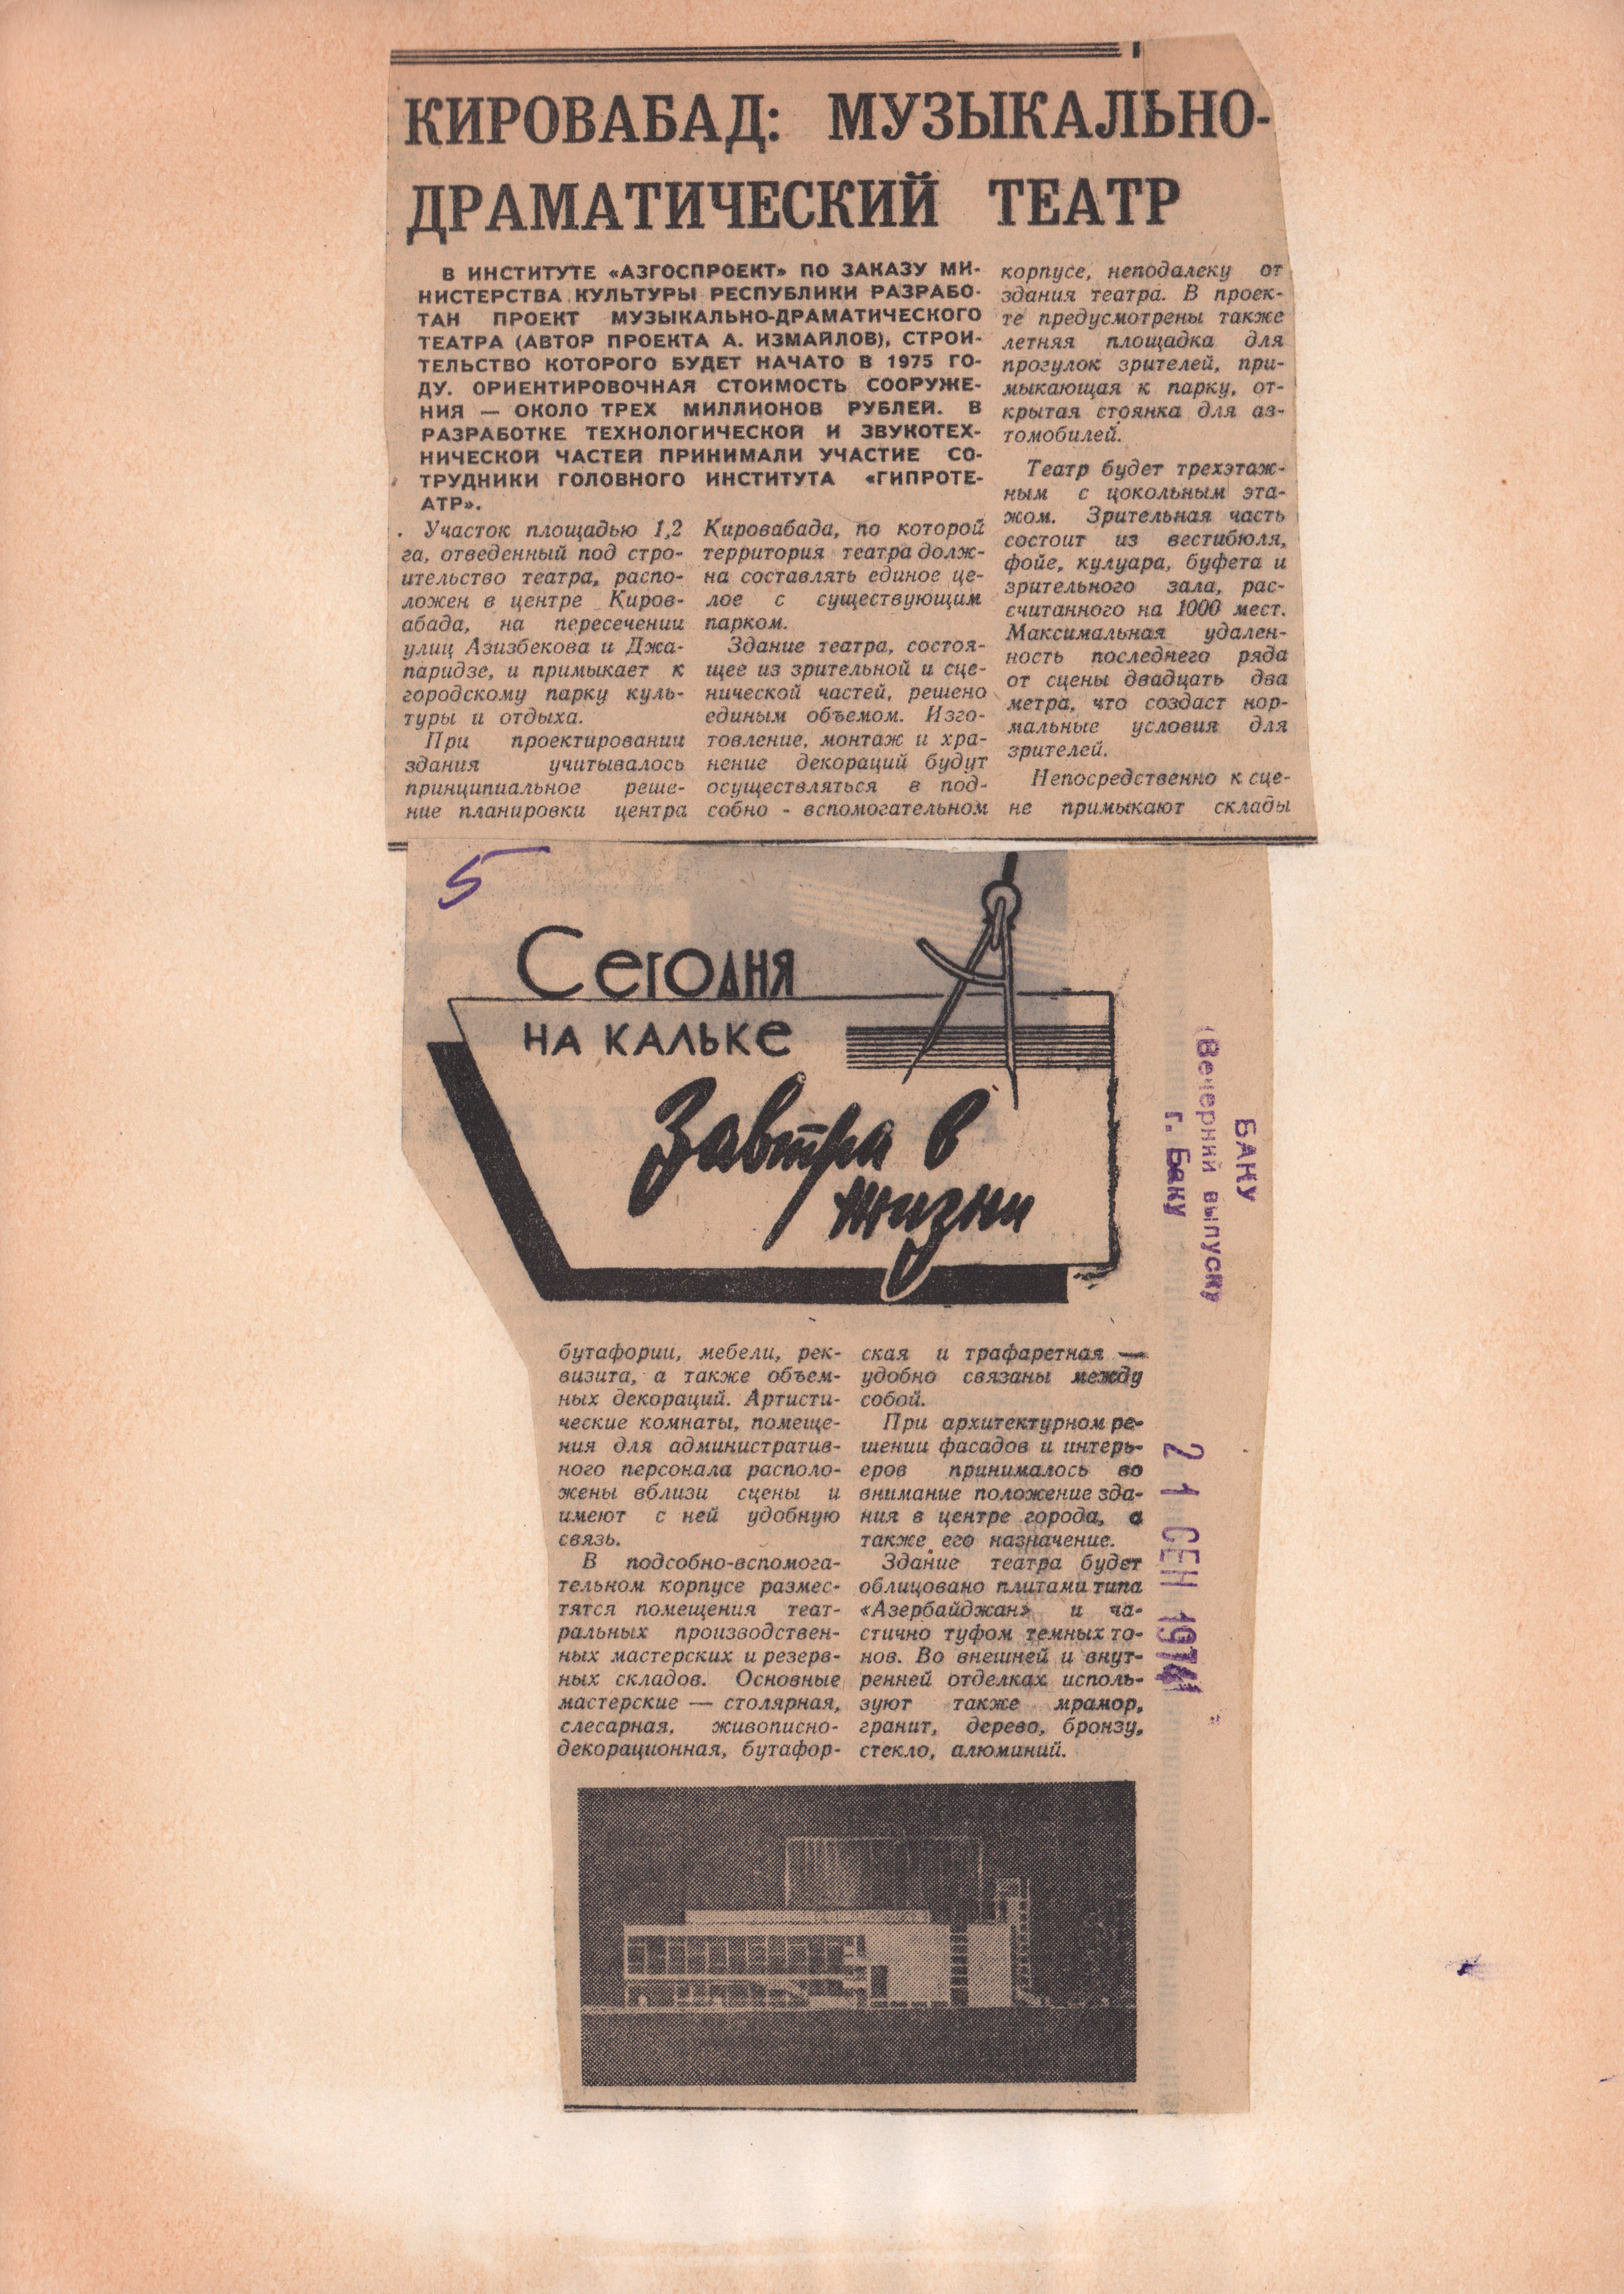 КИРОВАБАД: МУЗЫКАЛЬНО-
ДРАМАТИЧЕСКИЙ ТЕАТР
В ИНСТИТУТЕ «АЗГОСПРОЕКТ» ПО ЗАКАЗУ МИ-
НИСТЕРСТВА КУЛЬТУРЫ РЕСПУБЛИКИ РАЗРАБО-
ТАН ПРОЕКТ МУЗЫКАЛЬНО-ДРАМАТИЧЕСКОГО
ТЕАТРА (АВТОР ПРОЕКТА А. ИЗМАЙЛОВ), СТРОИ-
ТЕЛЬСТВО КОТОРОГО БУДЕТ НАЧАТО В 1975 ГО-
ДУ. ОРИЕНТИРОВОЧНАЯ СТОИМОСТЬ СООРУЖЕ-
НИЯ — ОКОЛО ТРЕХ МИЛЛИОНОВ РУБЛЕЙ. В
РАЗРАБОТКЕ ТЕХНОЛОГИЧЕСКОЙ И ЗВУКОТЕХ-
НИЧЕСКОЙ ЧАСТЕЙ ПРИНИМАЛИ УЧАСТИЕ СО-
ТРУДНИКИ ГОЛОВНОГО ИНСТИТУТА «ГИПРОТЕ-
АТР».
Участок площадью 1,2
га, отведенный под стро-
ительство театра, распо-
ложен в центре Киров-
абада, на пересечении
улиц Азизбекова и Джа-
паридзе, и примыкает к
городскому парку куль-
туры и отдыха.
При проектировании
здания учитывалось
принципиальное реше-
ние планировки центра
Кировабада, по которой
территория театра долж-
на составлять единое це-
лое с существующим
парком.
Здание театра, состоя-
щее из зрительной и сце-
нической частей, решено
единым объемом. Изго-
товление, монтаж и хра-
нение декораций будут
осуществляться в под-
собно - вспомогательном
корпусе, неподалеку от
здания театра. В проек-
те предусмотрены также
летняя площадка для
прогулок зрителей, при-
мыкающая к парку, от-
крытая стоянка для ав-
томобилей.
Театр будет трехэтаж-
ным с цокольным эта-
жом. Зрительная часть
состоит из вестибюля,
фойе, кулуара, буфета и
зрительного зала, рас-
считанного на 1000 мест.
Максимальная удален-
ность последнего ряда
от сцены двадцать два
метра, что создаст нор-
мальные условия для
зрителей.
Непосредственно к сце-
не примыкают склады
5
Сегодня
на кальке
Завтра в
жизни
БАКУ
(Вечерний выпуск)
г. Баку
21 СЕН 1974
бутафории, мебели, рек-
визита, а также объем-
ных декораций. Артисти-
ческие комнаты, помеще-
ния для административ-
ного персонала располо-
жены вблизи сцены и
имеют с ней удобную
связь.
В подсобно-вспомога-
тельном корпусе размес-
тятся помещения теат-
ральных производствен-
ных мастерских и резерв-
ных складов. Основные
мастерские — столярная,
слесарная, живописно-
декорационная, бутафор-
ская и трафаретная —
удобно связаны между
собой.
При архитектурном ре-
шении фасадов и интерь-
еров принималось во
внимание положение зда-
ния в центре города, а
также его назначение.
Здание театра будет
облицовано плитами типа
«Азербайджан» и ча-
стично туфом темных то-
нов. Во внешней и внут-
ренней отделках исполь-
зуют также мрамор,
гранит, дерево, бронзу,
стекло, алюминий.